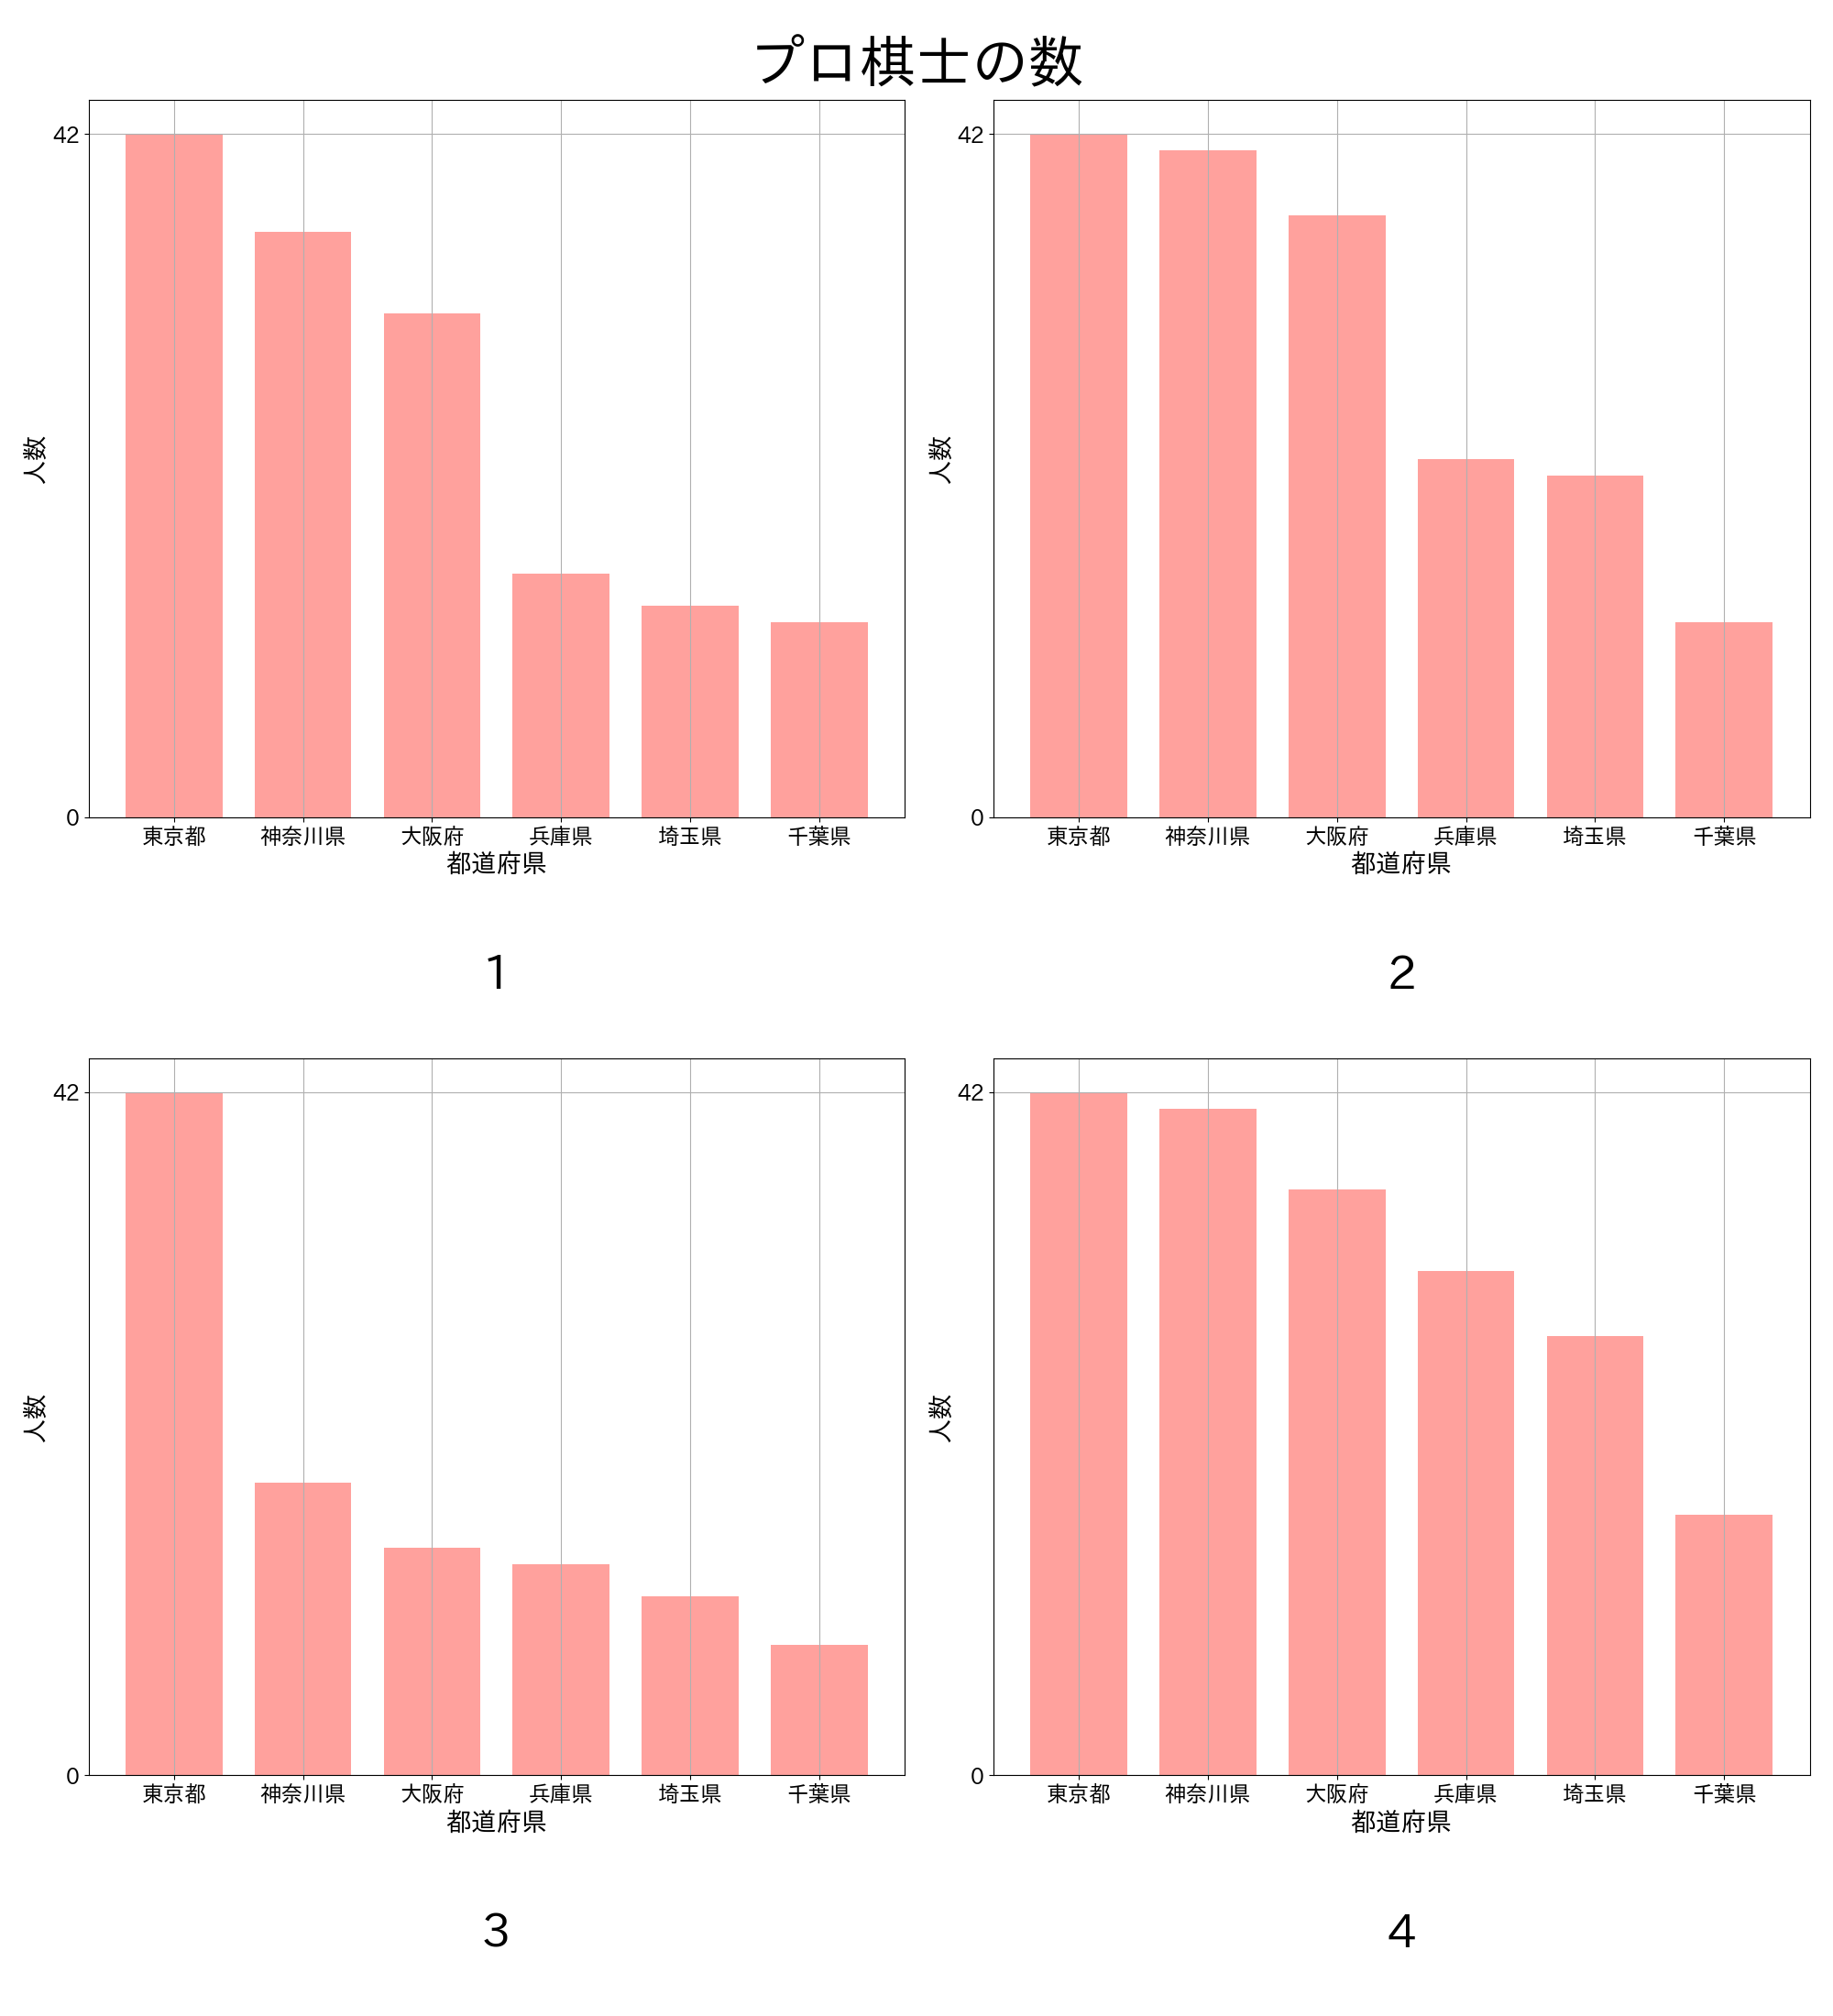 プロ棋士の数
42
0
人数
東京都 神奈川県 大阪府 兵庫県 埼玉県 千葉県
都道府県
1
42
0
人数
東京都 神奈川県 大阪府 兵庫県 埼玉県 千葉県
都道府県
2
42
0
人数
東京都 神奈川県 大阪府 兵庫県 埼玉県 千葉県
都道府県
3
42
0
人数
東京都 神奈川県 大阪府 兵庫県 埼玉県 千葉県
都道府県
4